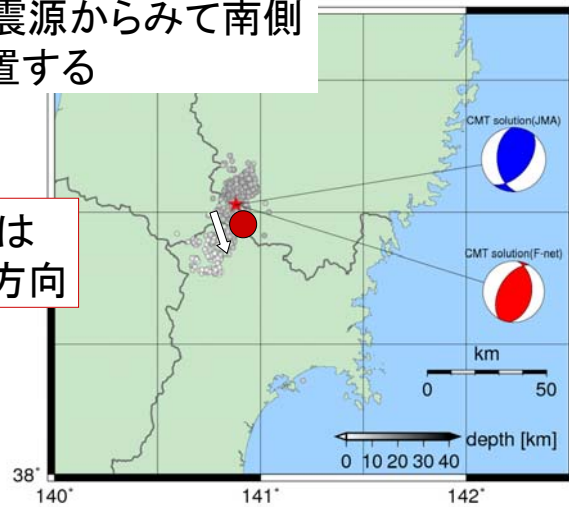 震源からみて南側
置する
は
方向
CMT solution(JMA)
CMT solution(F-net)
km
0 50
depth [km]
0 10 20 30 40
38°
140° 141° 142°